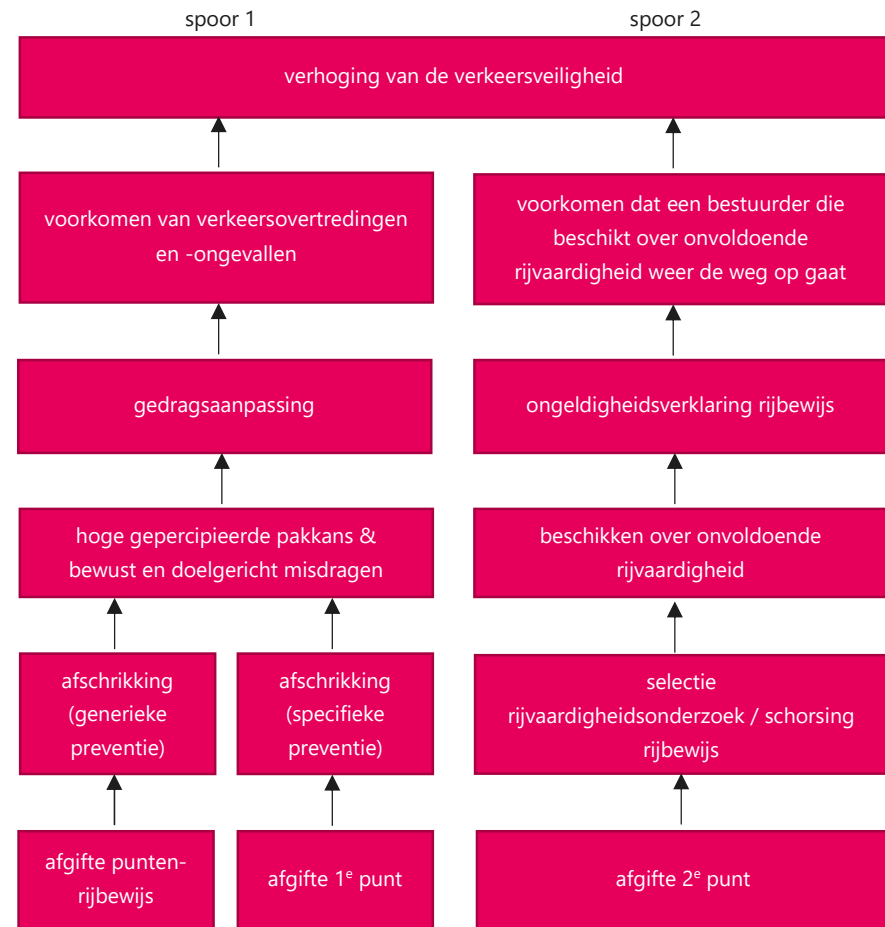 spoor 1
spoor 2
verhoging van de verkeersveiligheid
voorkomen van verkeersovertredingen
en -ongevallen
voorkomen dat een bestuurder die
beschikt over onvoldoende
rijvaardigheid weer de weg op gaat
gedragsaanpassing
ongeldigheidsverklaring rijbewijs
hoge gepercipieerde pakkans &
bewust en doelgericht misdragen
beschikken over onvoldoende
rijvaardigheid
afschrikking
(generieke
preventie)
afschrikking
(specifieke
preventie)
selectie
rijvaardigheidsonderzoek / schorsing
rijbewijs
afgifte punten-
rijbewijs
afgifte 1e punt
afgifte 2e punt